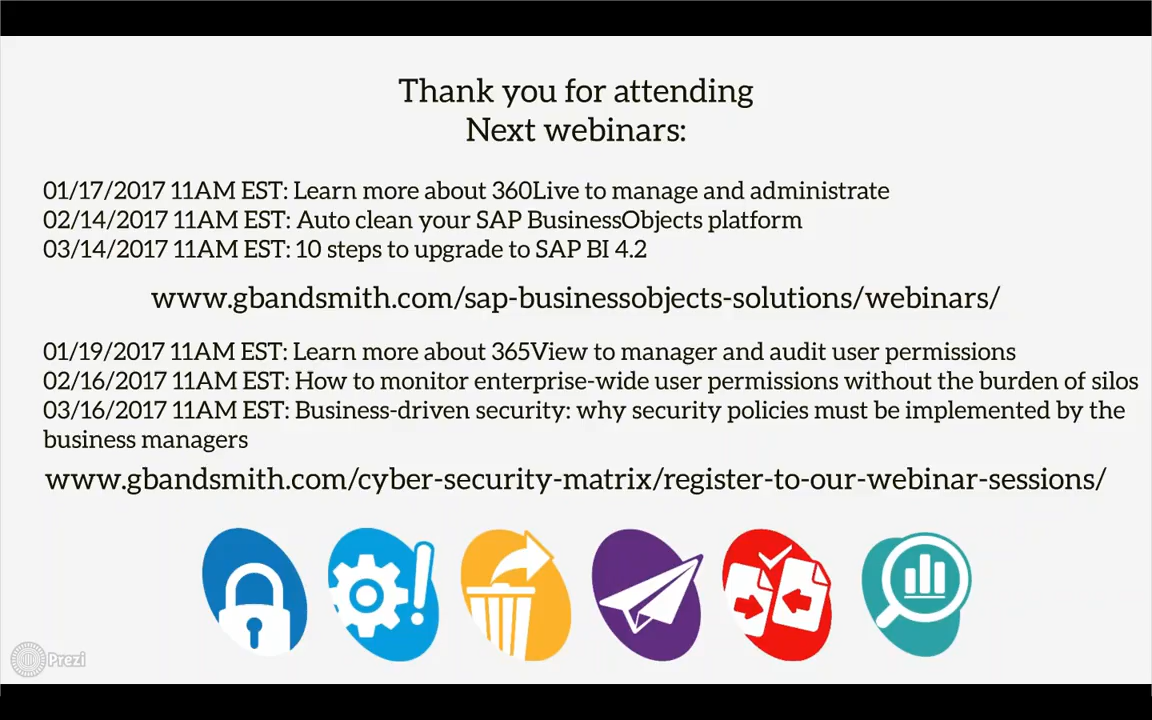 Thank you for attending
Next webinars:
01/17/2017 11AM EST: Learn more about 360Live to manage and administrate
02/14/2017 11AM EST: Auto clean your SAP BusinessObjects platform
03/14/2017 11AM EST: 10 steps to upgrade to SAP BI 4.2
www.gbandsmith.com/sap-businessobjects-solutions/webinars/
01/19/2017 11AM EST: Learn more about 365View to manager and audit user permissions
02/16/2017 11AM EST: How to monitor enterprise-wide user permissions without the burden of silos
03/16/2017 11AM EST: Business-driven security: why security policies must be implemented by the
business managers
www.gbandsmith.com/cyber-security-matrix/register-to-our-webinar-sessions/
Prezi